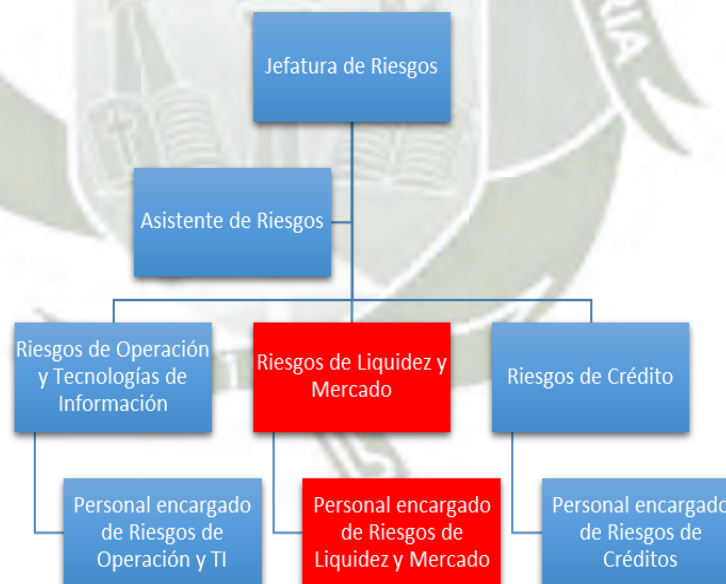 RIA
Jefatura de Riesgos
Asistente de Riesgos
Riesgos de Operación
y Tecnologías de
Información
Riesgos de Liquidez y
Mercado
Riesgos de Crédito
Personal encargado
de Riesgos de
Operación y TI
Personal encargado
de Riesgos de
Liquidez y Mercado
Personal encargado
de Riesgos de
Créditos